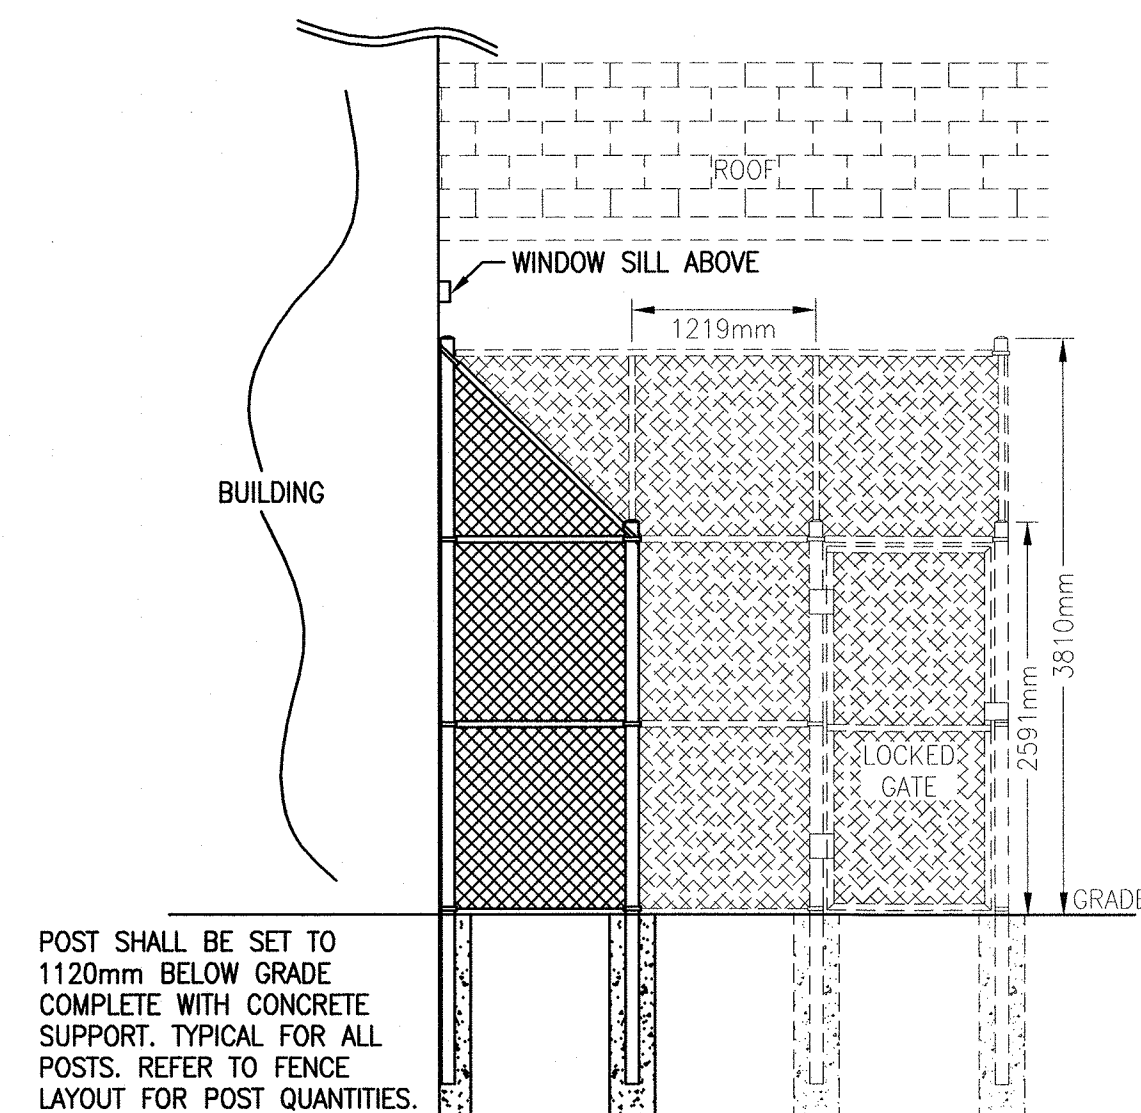 ROOF
WINDOW SILL ABOVE
1219mm
BUILDING
3810mm
2591mm
LOCKED
GATE
GRADE
POST SHALL BE SET TO
1120mm BELOW GRADE
COMPLETE WITH CONCRETE
SUPPORT. TYPICAL FOR ALL
POSTS. REFER TO FENCE
LAYOUT FOR POST QUANTITIES.